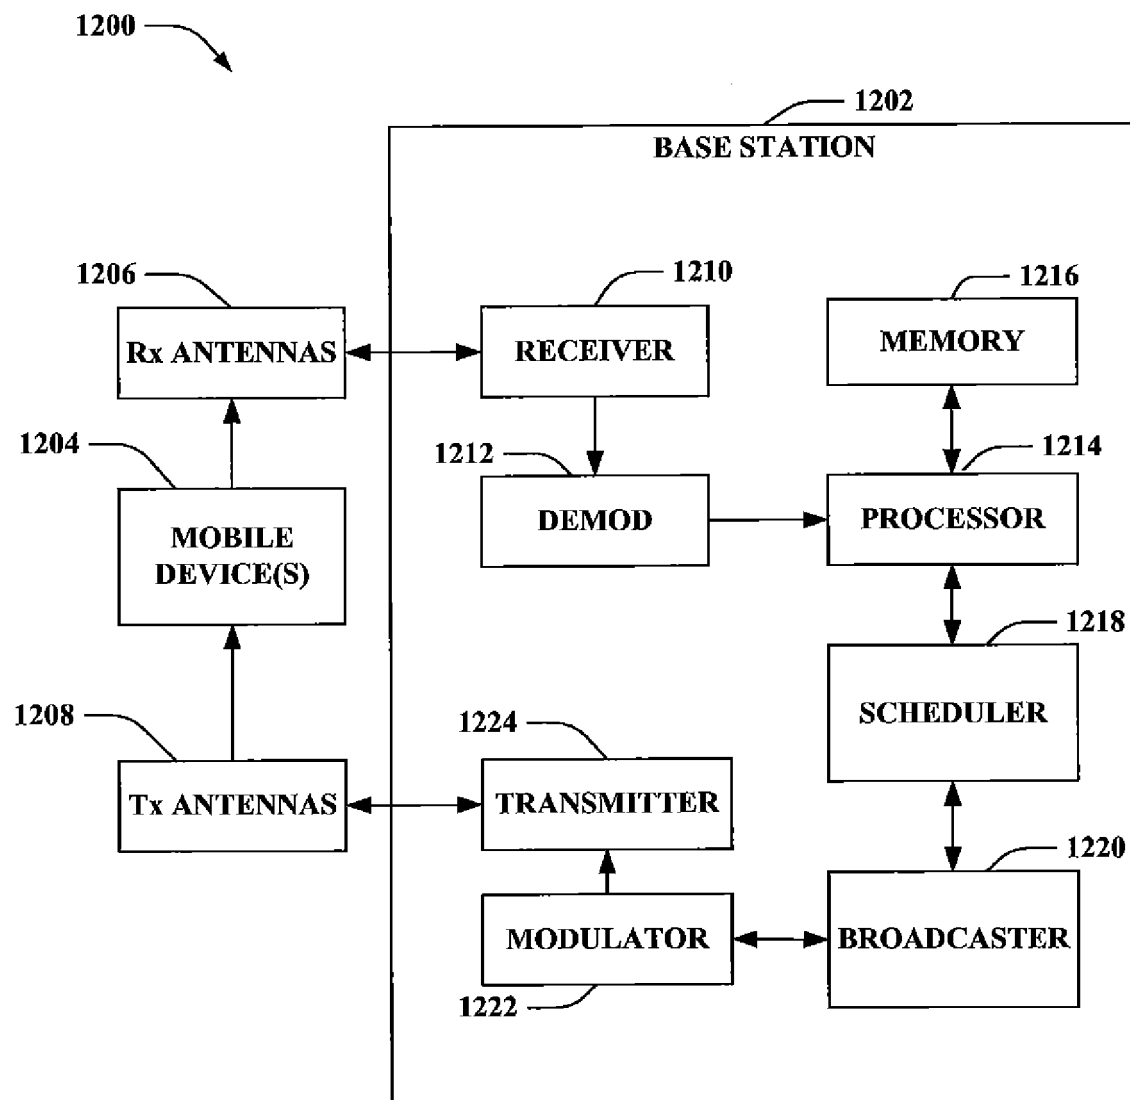 1200
1202
BASE STATION
1206
1210
1216
Rx ANTENNAS
RECEIVER
MEMORY
1204
1212
1214
MOBILE
DEVICE(S)
DEMOD
PROCESSOR
1218
1208
1224
SCHEDULER
Tx ANTENNAS
TRANSMITTER
1220
MODULATOR
BROADCASTER
1222